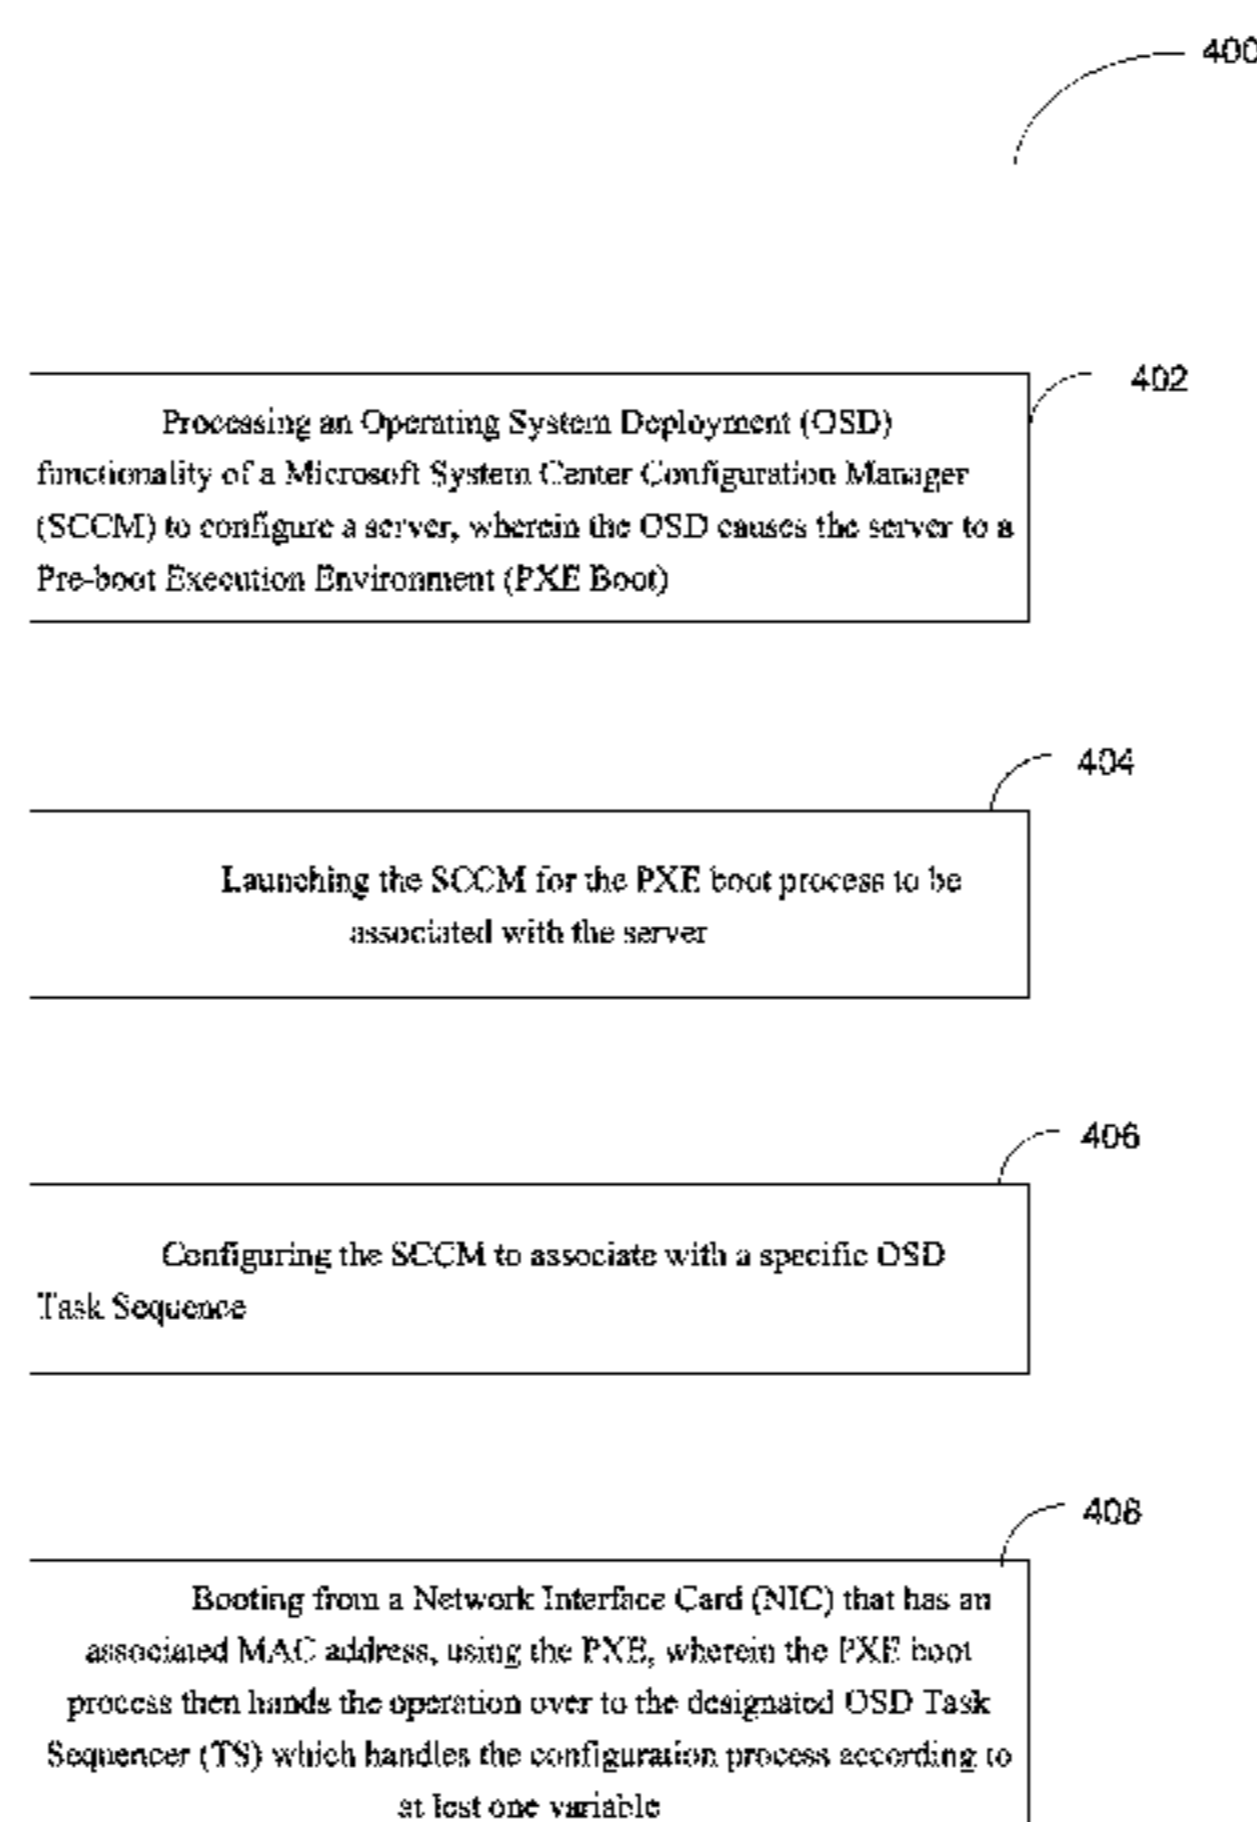 400
402
Processing an Operating System Deployment (OSD)
functionality of a Microsoft System Center Configuration Manager
(SCCM) to configure a server, wherein the OSD causes the server to a
Pre-boot Execution Environment (PXE Boot)
404
Launching the SCCM for the PXE boot process to be
associated with the server
406
Configuring the SCCM to associate with a specific OSD
Task Sequence
408
Booting from a Network Interface Card (NIC) that has an
associated MAC address, using the PXE, wherein the PXE boot
process then hands the operation over to the designated OSD Task
Sequencer (TS) which handles the configuration process according to
at lest one variable